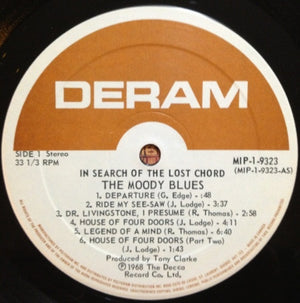 DERAM
SIDE 1 Stereo
33 1/3 RPM
MIP-1-9323
(MIP-1-9323-AS)
IN SEARCH OF THE LOST CHORD
THE MOODY BLUES
1. DEPARTURE (G. Edge) -:48
2. RIDE MY SEE-SAW (J. Lodge) - 3:37
3. DR. LIVINGSTONE, I PRESUME (R. Thomas) - 2:58
4. HOUSE OF FOUR DOORS (J. Lodge) - 4:11
5. LEGEND OF A MIND (R. Thomas) - 6:36
6. HOUSE OF FOUR DOORS (Part Two)
(J. Lodge) - 1:43
Produced by Tony Clarke
Ⓟ1968 The Decca
Record Co. Ltd.